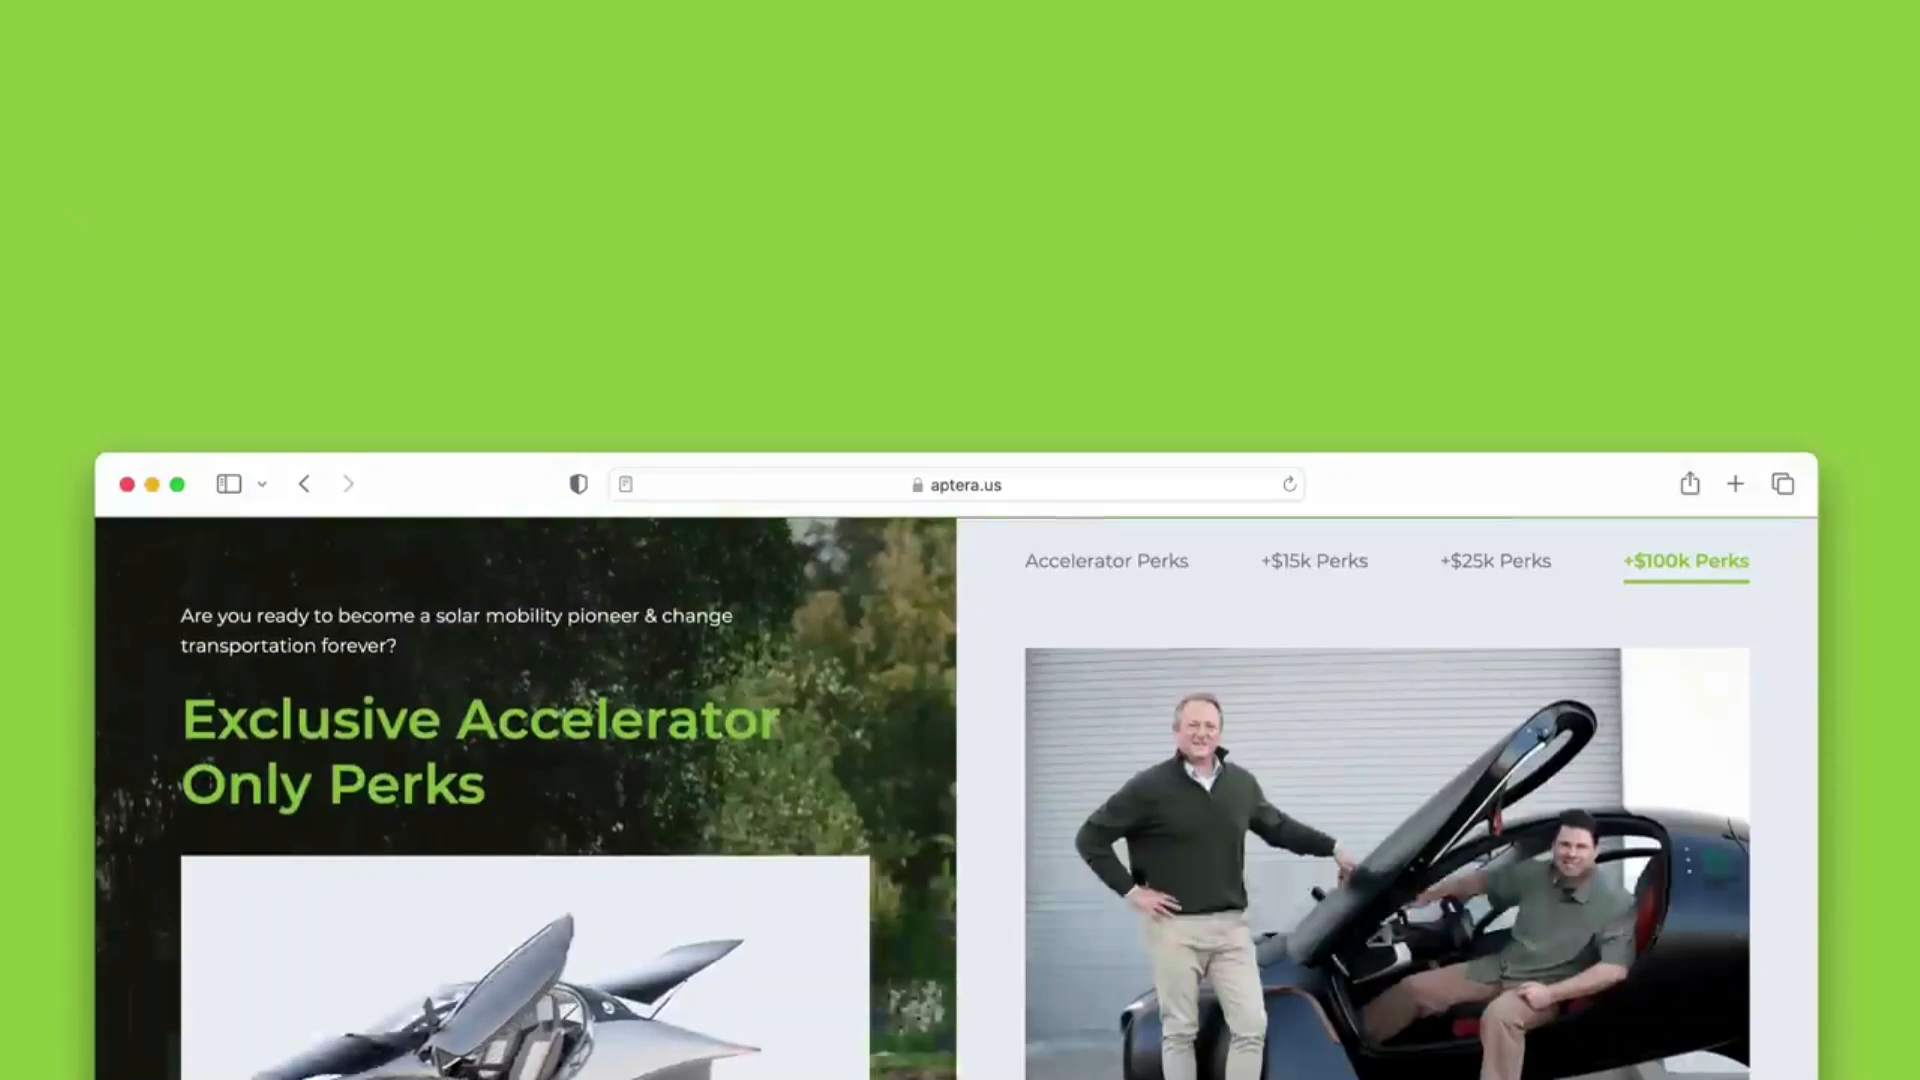 aptera.us
Are you ready to become a solar mobility pioneer & change
transportation forever?
Exclusive Accelerator
Only Perks
Accelerator Perks
+$15k Perks
+$25k Perks
+$100k Perks